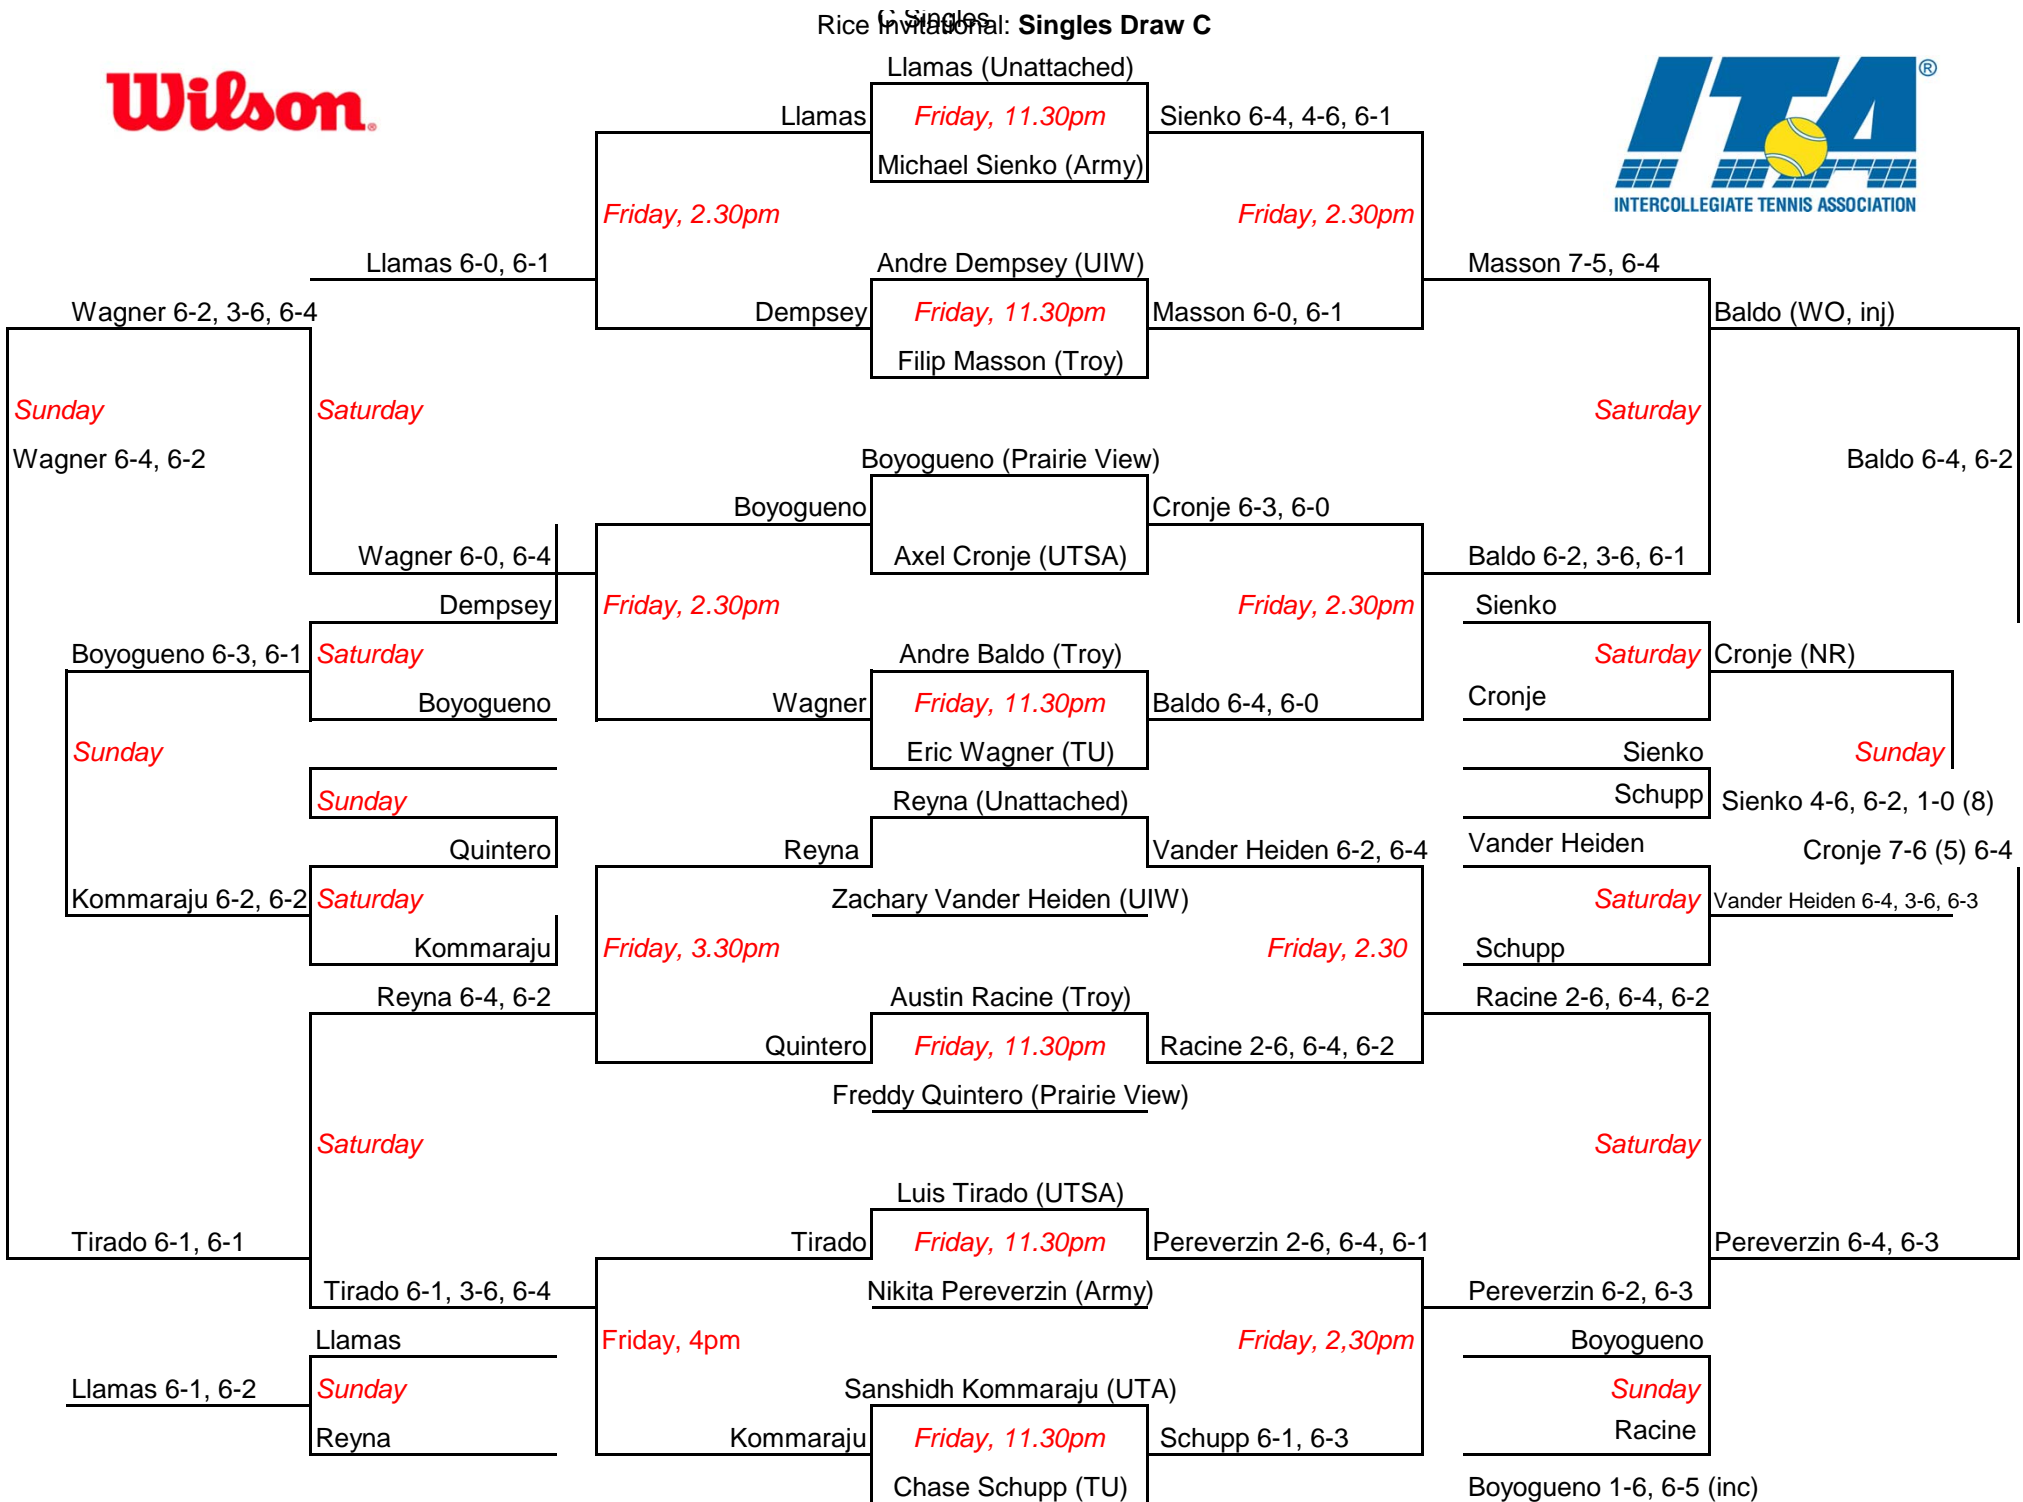 C Singles
Rice Invitational: Singles Draw C
Wilson.
ITA ®
INTERCOLLEGIATE TENNIS ASSOCIATION
Llamas (Unattached)
Llamas Friday, 11.30pm Sienko 6-4, 4-6, 6-1
Michael Sienko (Army)
Friday, 2.30pm Friday, 2.30pm
Llamas 6-0, 6-1 Andre Dempsey (UIW) Masson 7-5, 6-4
Wagner 6-2, 3-6, 6-4 Dempsey Friday, 11.30pm Masson 6-0, 6-1 Baldo (WO, inj)
Filip Masson (Troy)
Sunday Saturday Saturday
Wagner 6-4, 6-2 Boyogueno (Prairie View) Baldo 6-4, 6-2
Boyogueno Cronje 6-3, 6-0
Wagner 6-0, 6-4 Axel Cronje (UTSA) Baldo 6-2, 3-6, 6-1
Dempsey Friday, 2.30pm Friday, 2.30pm Sienko
Boyogueno 6-3, 6-1 Saturday Andre Baldo (Troy) Saturday Cronje (NR)
Boyogueno Wagner Friday, 11.30pm Baldo 6-4, 6-0 Cronje
Sunday Eric Wagner (TU) Sienko Sunday
Sunday Reyna (Unattached) Schupp Sienko 4-6, 6-2, 1-0 (8)
Quintero Reyna Vander Heiden 6-2, 6-4 Vander Heiden Cronje 7-6 (5) 6-4
Kommaraju 6-2, 6-2 Saturday Zachary Vander Heiden (UIW) Saturday Vander Heiden 6-4, 3-6, 6-3
Kommaraju Friday, 3.30pm Friday, 2.30 Schupp
Reyna 6-4, 6-2 Austin Racine (Troy) Racine 2-6, 6-4, 6-2
Quintero Friday, 11.30pm Racine 2-6, 6-4, 6-2
Freddy Quintero (Prairie View)
Saturday Saturday
Luis Tirado (UTSA)
Tirado 6-1, 6-1 Tirado Friday, 11.30pm Pereverzin 2-6, 6-4, 6-1 Pereverzin 6-4, 6-3
Tirado 6-1, 3-6, 6-4 Nikita Pereverzin (Army) Pereverzin 6-2, 6-3
Llamas Friday, 4pm Friday, 2,30pm Boyogueno
Llamas 6-1, 6-2 Sunday Sanshidh Kommaraju (UTA) Sunday
Reyna Kommaraju Friday, 11.30pm Schupp 6-1, 6-3 Racine
Chase Schupp (TU) Boyogueno 1-6, 6-5 (inc)